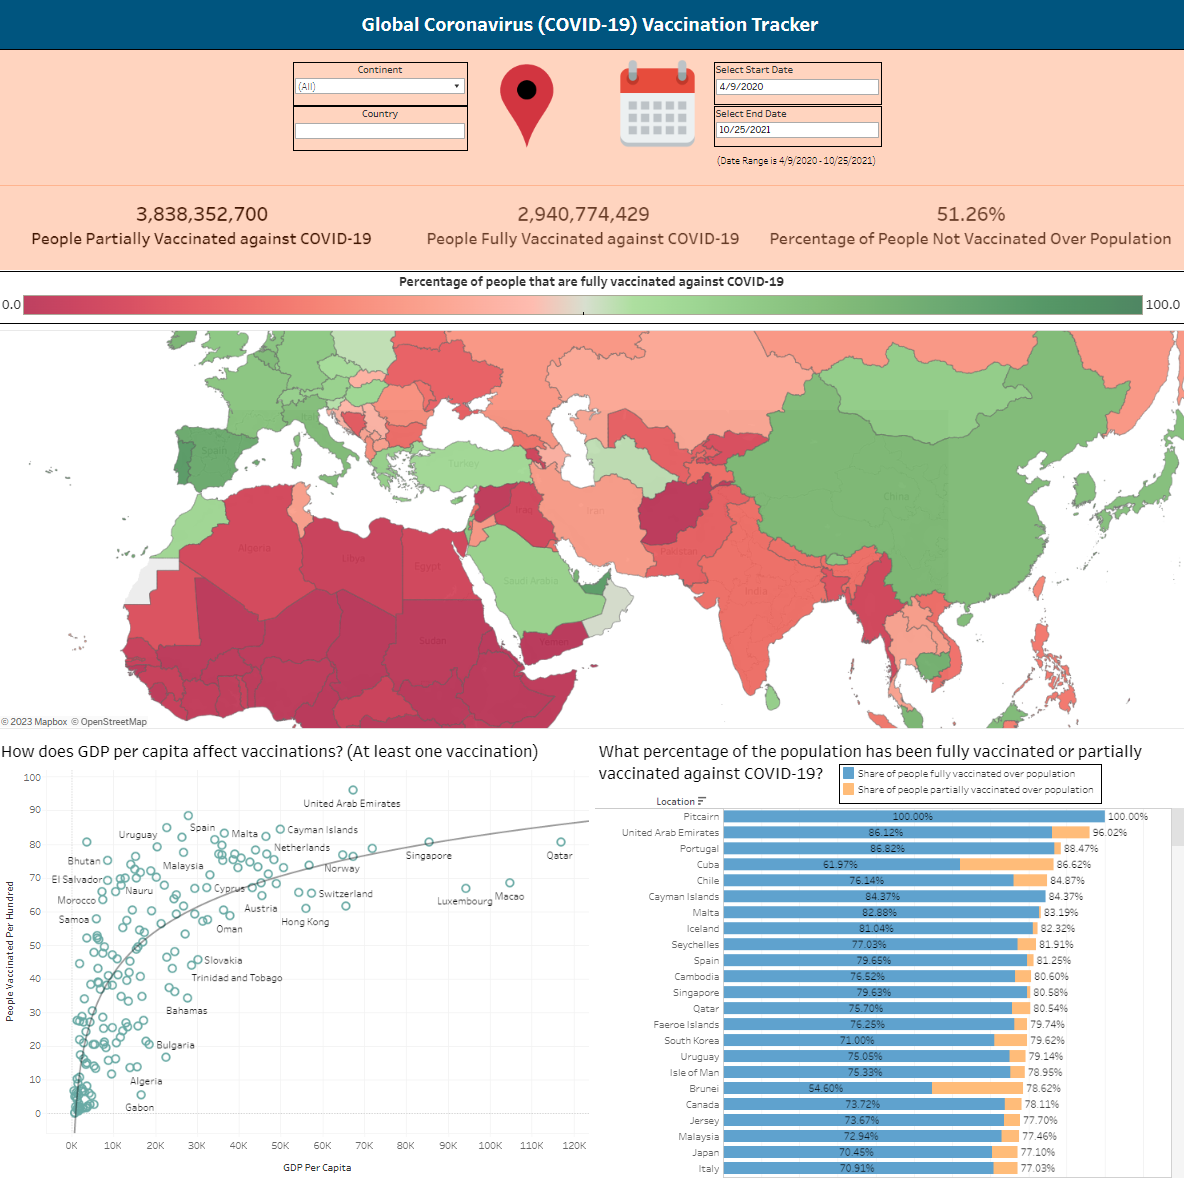 Global Coronavirus (COVID-19) Vaccination Tracker
Continent
(All)
Country
Select Start Date
4/9/2020
Select End Date
10/25/2021
(Date Range is 4/9/2020 - 10/25/2021)
3,838,352,700
People Partially Vaccinated against COVID-19
2,940,774,429
People Fully Vaccinated against COVID-19
51.26%
Percentage of People Not Vaccinated Over Population
Percentage of people that are fully vaccinated against COVID-19
0.0
100.0
Spain
Turkey
China
Iraq
Iran
Algeria
Libya
Egypt
Pakistan
Saudi Arabia
India
Sudan
Yemen
© 2023 Mapbox © OpenStreetMap
How does GDP per capita affect vaccinations? (At least one vaccination)
People Vaccinated Per Hundred
100
90
80
70
60
50
40
30
20
10
0
United Arab Emirates
Uruguay
Spain
Malta
Cayman Islands
Netherlands
Singapore
Qatar
Bhutan
Malaysia
Norway
El Salvador
Nauru
Cyprus
Switzerland
Luxembourg
Macao
Morocco
Austria
Hong Kong
Samoa
Oman
Slovakia
Trinidad and Tobago
Bahamas
Bulgaria
Algeria
Gabon
0K 10K 20K 30K 40K 50K 60K 70K 80K 90K 100K 110K 120K
GDP Per Capita
What percentage of the population has been fully vaccinated or partially
vaccinated against COVID-19?
Share of people fully vaccinated over population
Share of people partially vaccinated over population
Location
Pitcairn 100.00% 100.00%
United Arab Emirates 86.12% 96.02%
Portugal 86.82% 88.47%
Cuba 61.97% 86.62%
Chile 76.14% 84.87%
Cayman Islands 84.37% 84.37%
Malta 82.88% 83.19%
Iceland 81.04% 82.32%
Seychelles 77.03% 81.91%
Spain 79.65% 81.25%
Cambodia 76.52% 80.60%
Singapore 79.63% 80.58%
Qatar 75.70% 80.54%
Faeroe Islands 76.25% 79.74%
South Korea 71.00% 79.62%
Uruguay 75.05% 79.14%
Isle of Man 75.33% 78.95%
Brunei 54.60% 78.62%
Canada 73.72% 78.11%
Jersey 73.67% 77.70%
Malaysia 72.94% 77.46%
Japan 70.45% 77.10%
Italy 70.91% 77.03%